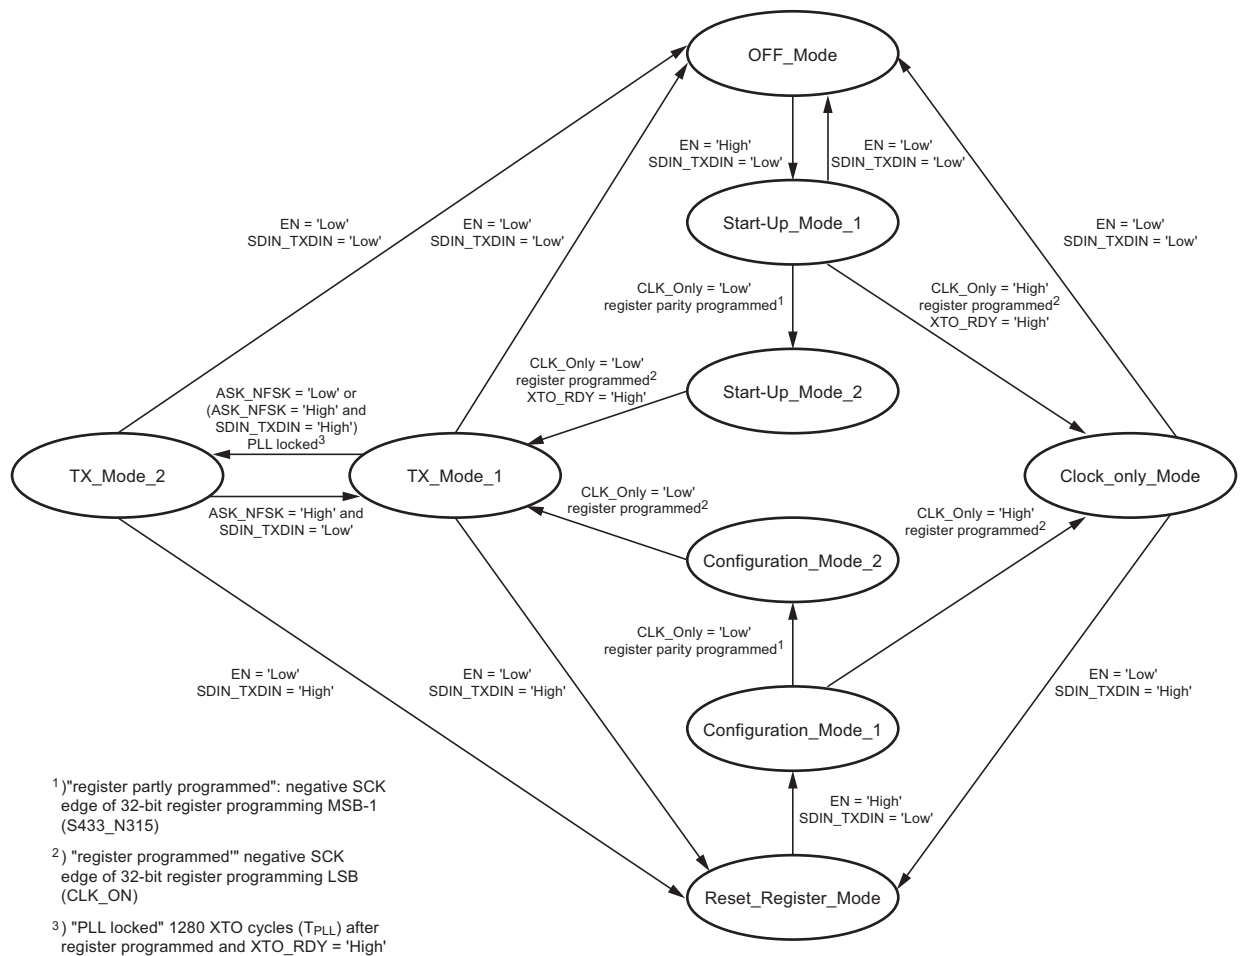 OFF_Mode
EN = 'High'
SDIN_TXDIN = 'Low'
EN = 'Low'
SDIN_TXDIN = 'Low'
EN = 'Low'
SDIN_TXDIN = 'Low'
EN = 'Low'
SDIN_TXDIN = 'Low'
Start-Up_Mode_1
EN = 'Low'
SDIN_TXDIN = 'Low'
CLK_Only = 'Low'
register parity programmed1
CLK_Only = 'High'
register programmed2
XTO_RDY = 'High'
CLK_Only = 'Low'
register programmed2
XTO_RDY = 'High'
Start-Up_Mode_2
ASK_NFSK = 'Low' or
(ASK_NFSK = 'High' and
SDIN_TXDIN = 'High')
PLL locked3
TX_Mode_2
TX_Mode_1
Clock_only_Mode
ASK_NFSK = 'High' and
SDIN_TXDIN = 'Low'
CLK_Only = 'Low'
register programmed2
CLK_Only = 'High'
register programmed2
Configuration_Mode_2
CLK_Only = 'Low'
register parity programmed1
EN = 'Low'
SDIN_TXDIN = 'High'
EN = 'Low'
SDIN_TXDIN = 'High'
EN = 'Low'
SDIN_TXDIN = 'High'
Configuration_Mode_1
EN = 'High'
SDIN_TXDIN = 'Low'
Reset_Register_Mode
1)"register partly programmed": negative SCK
edge of 32-bit register programming MSB-1
(S433_N315)
2) "register programmed'" negative SCK
edge of 32-bit register programming LSB
(CLK_ON)
3) "PLL locked" 1280 XTO cycles (TPLL) after
register programmed and XTO_RDY = 'High'